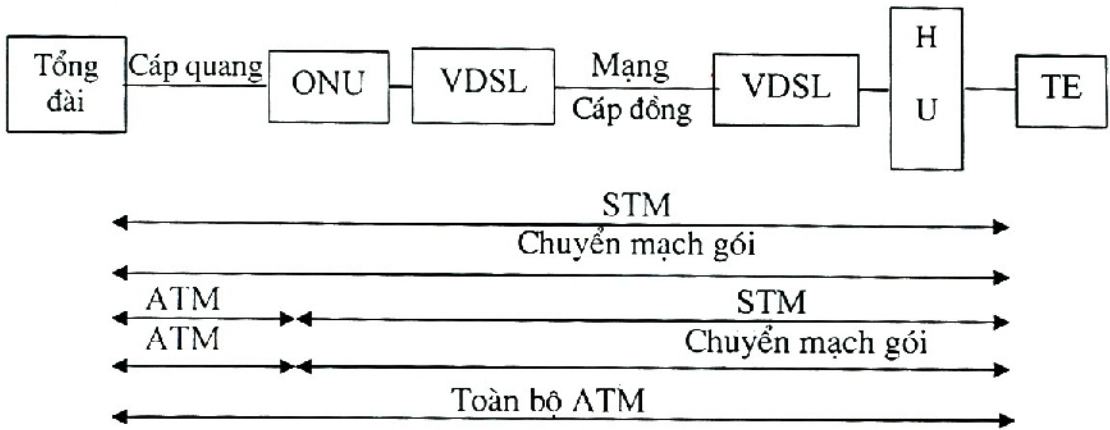 Tổng
đài
Cáp quang
ONU
VDSL
Mạng
Cáp đồng
VDSL
H
U
TE
STM
Chuyển mạch gói
ATM
STM
ATM
Chuyển mạch gói
Toàn bộ ATM